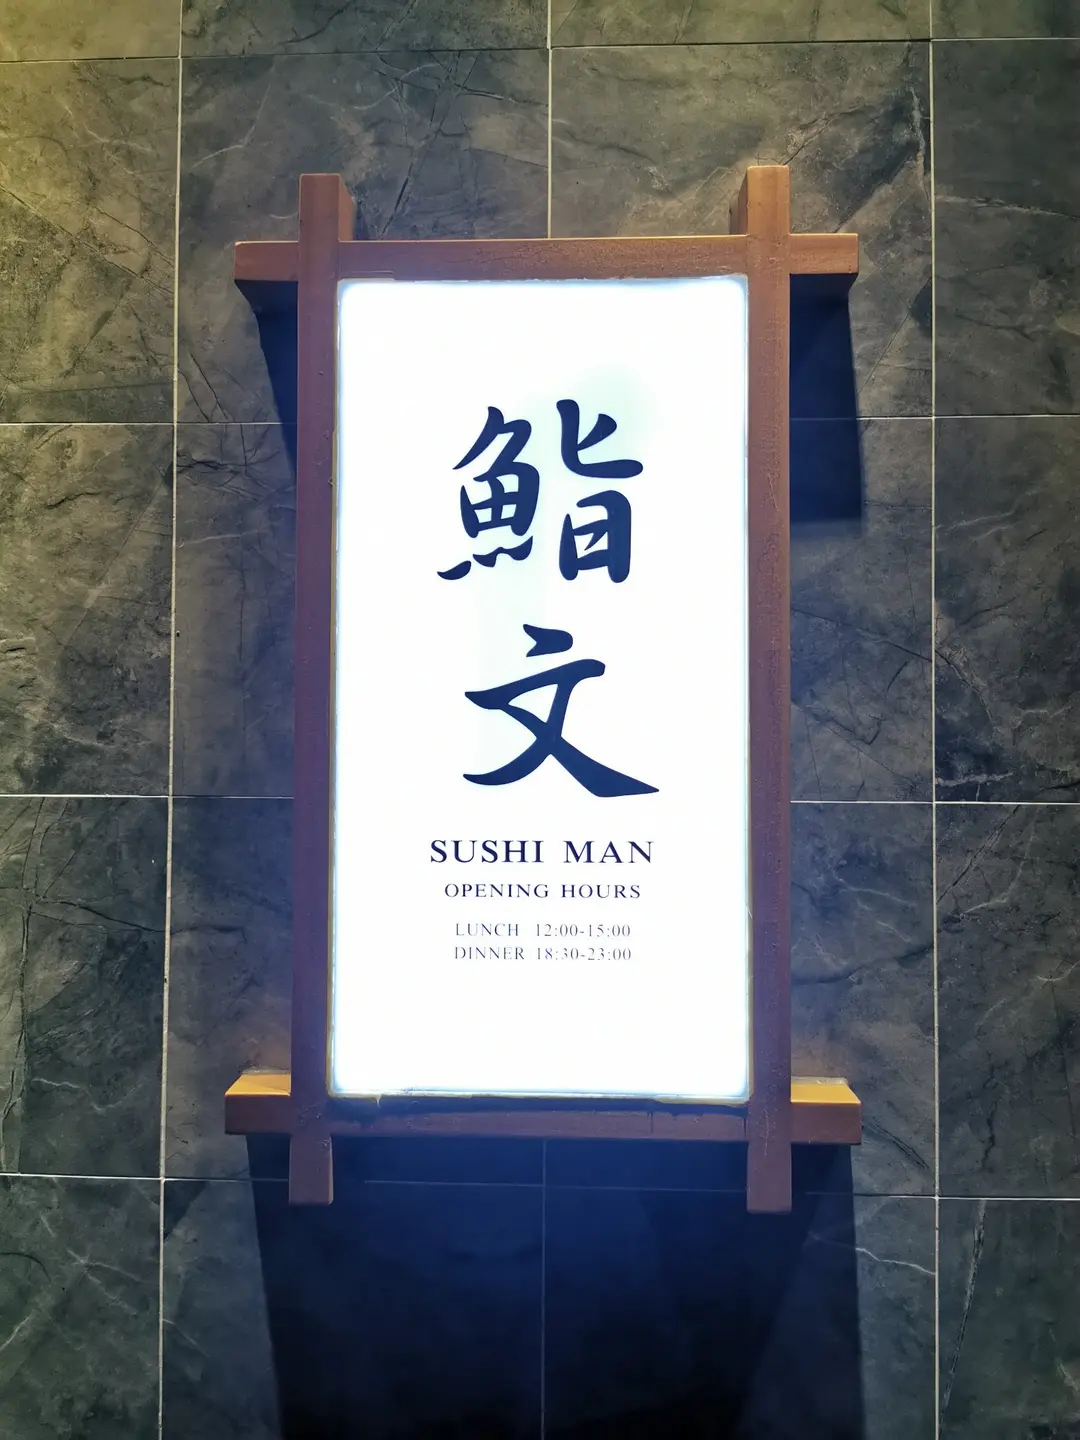 鮨
文
SUSHI MAN
OPENING HOURS
LUNCH 12:00-15:00
DINNER 18:30-23:00